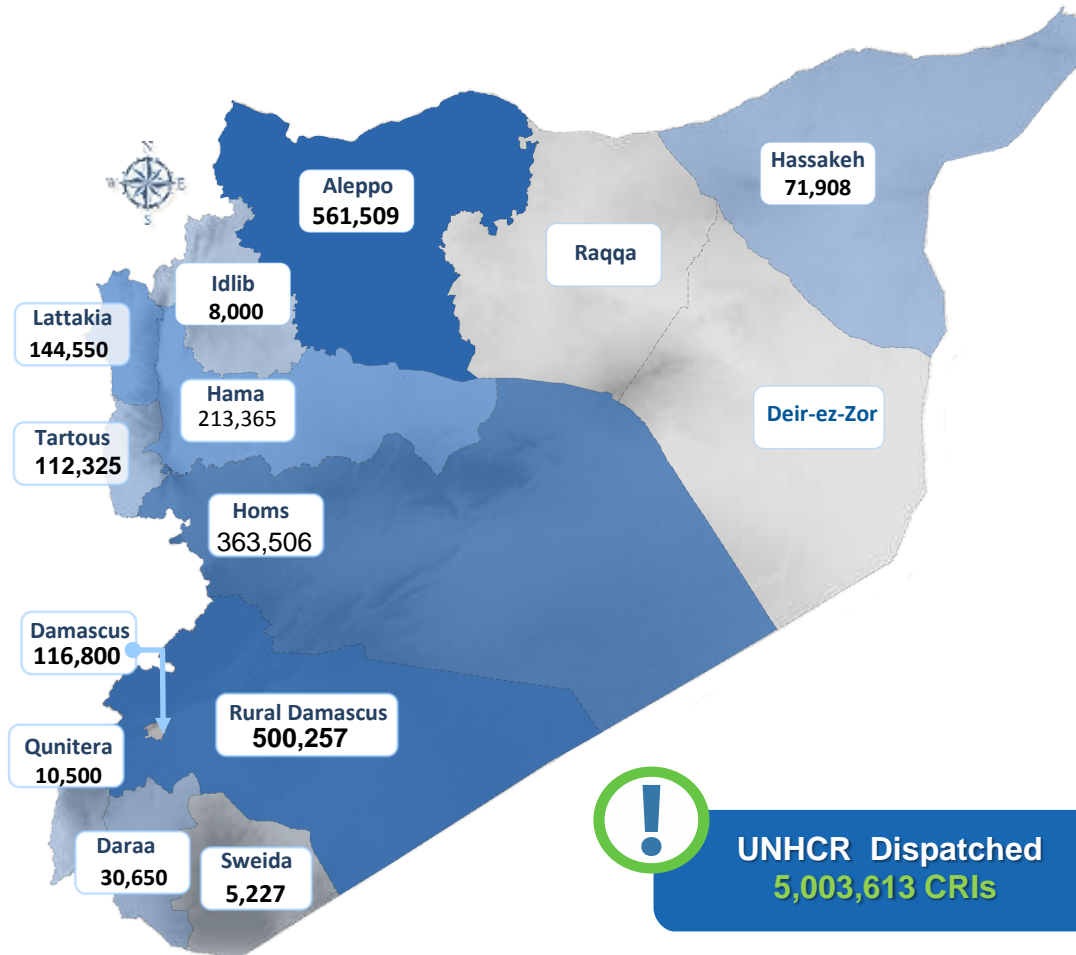 N
W E
S
Aleppo
561,509
Hassakeh
71,908
Raqqa
Idlib
8,000
Lattakia
144,550
Hama
213,365
Deir-ez-Zor
Tartous
112,325
Homs
363,506
Damascus
116,800
Rural Damascus
500,257
Qunitera
10,500
Daraa
30,650
Sweida
5,227
!
UNHCR Dispatched
5,003,613 CRIs